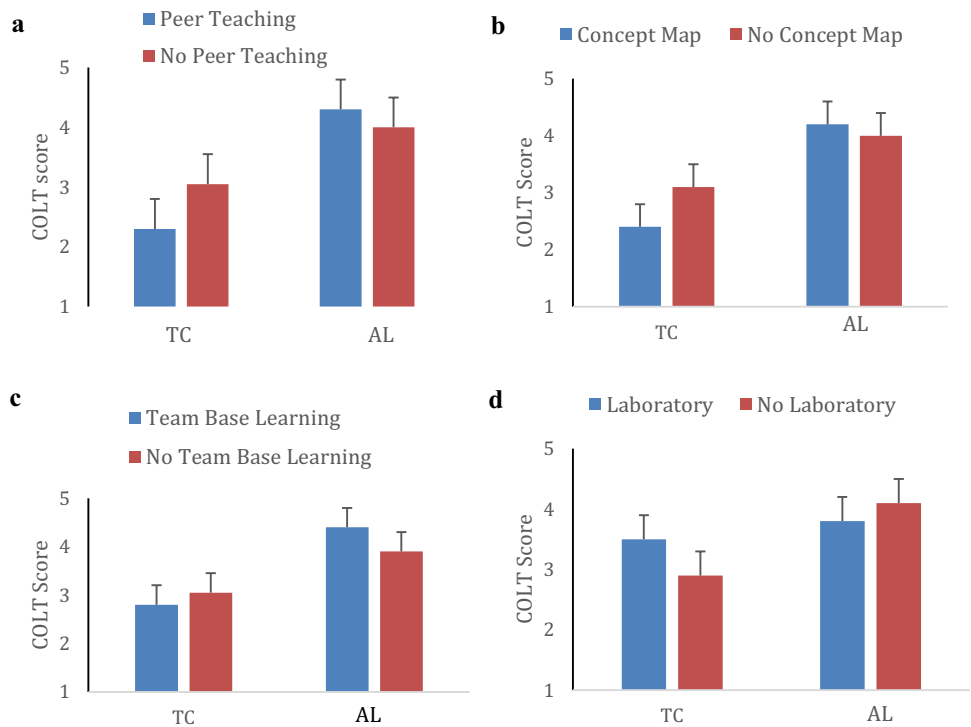 a
Peer Teaching
No Peer Teaching
5
4
3
2
1
COLT score
TC AL
b
Concept Map No Concept Map
5
4
3
2
1
COLT Score
TC AL
c
Team Base Learning
No Team Base Learning
5
4
3
2
1
COLT Score
TC AL
d
Laboratory No Laboratory
5
4
3
2
1
COLT Score
TC AL